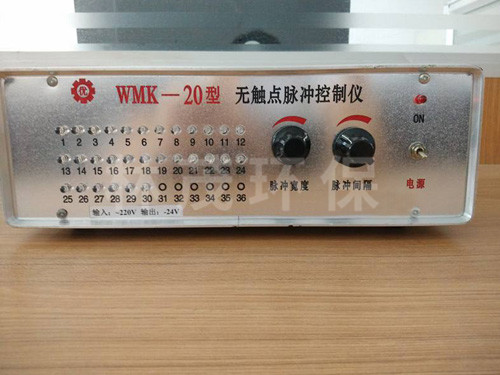 WMK—20型 无触点脉冲控制仪
ON
1 2 3 4 5 6 7 8 9 10 11 12
13 14 15 16 17 18 19 20 21 22 23 24
25 26 27 28 29 30 31 32 33 34 35 36
脉冲宽度 脉冲间隔 电源
输入:~220V 输出:-24V
环保